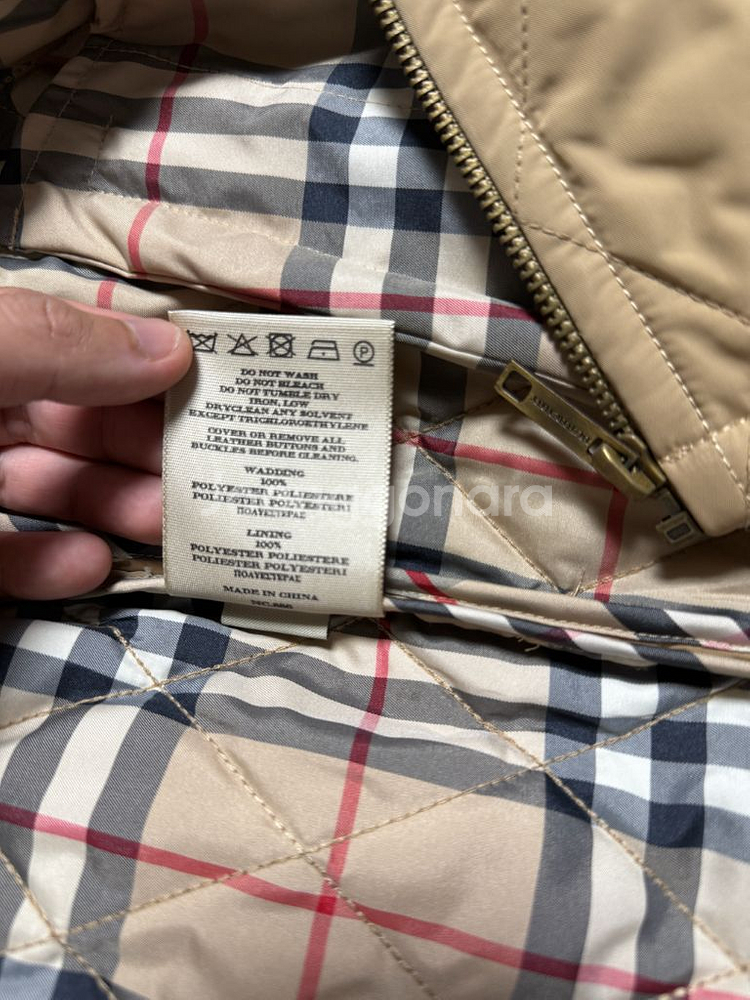 P
DO NOT WASH
DO NOT BLEACH
DO NOT TUMBLE DRY
IRON, LOW
DRYCLEAN ANY SOLVENT
EXCEPT TRICHLOROETHYLENE
COVER OR REMOVE ALL
LEATHER BUTTONS AND
BUCKLES BEFORE CLEANING.
WADDING
100%
POLYESTER POLIESTERE
POLIESTER POLYESTERI
ΠΟΛΥΕΣΤΕΡΑΣ
LINING
100%
POLYESTER POLIESTERE
POLIESTER POLYESTERI
ΠΟΛΥΕΣΤΕΡΑΣ
MADE IN CHINA